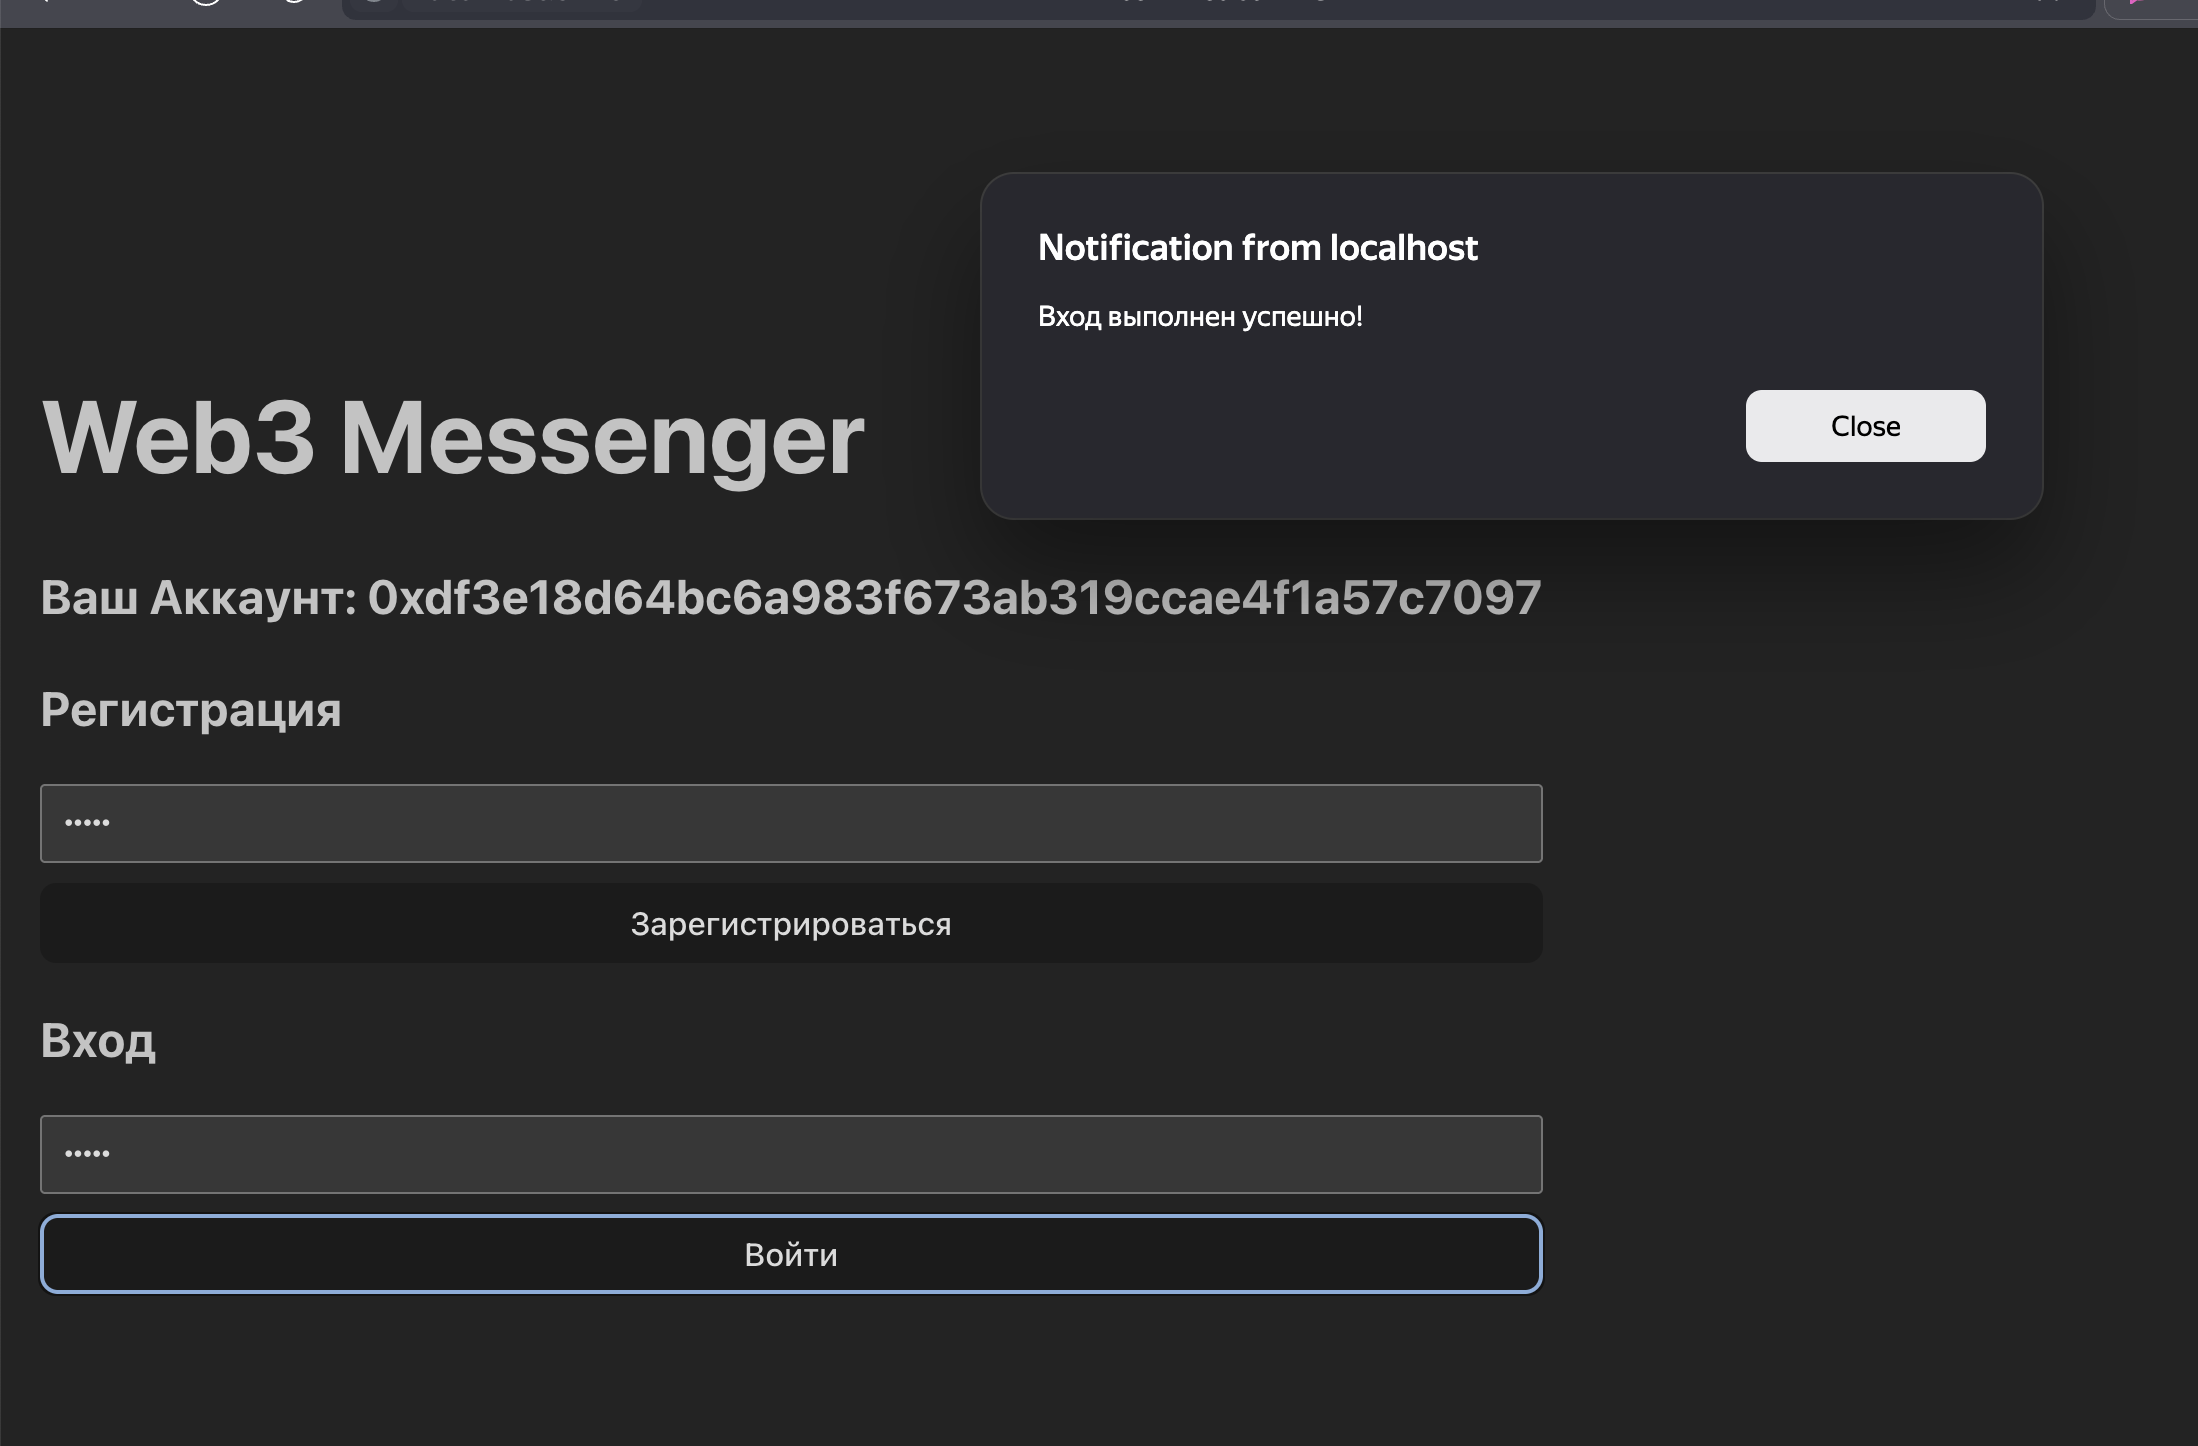 Notification from localhost
Вход выполнен успешно!
Close
Web3 Messenger
Ваш Аккаунт: 0xdf3e18d64bc6a983f673ab319ccae4f1a57c7097
Регистрация
•••••
Зарегистрироваться
Вход
•••••
Войти